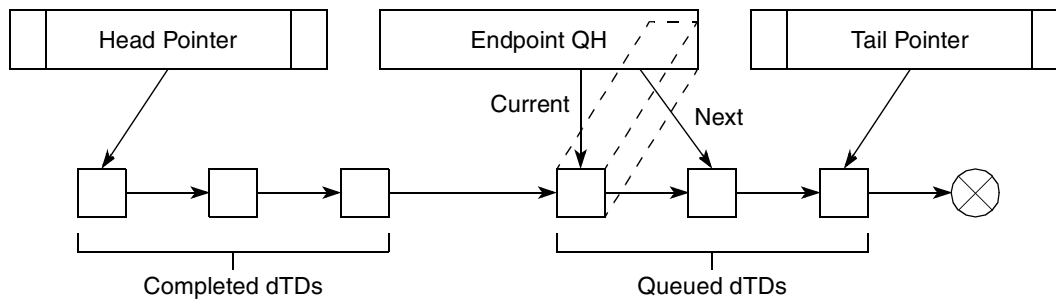 Head Pointer
Endpoint QH
Tail Pointer
Current
Next
Completed dTDs
Queued dTDs